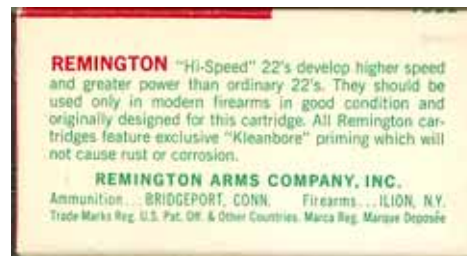 REMINGTON "Hi-Speed" 22's develop higher speed
and greater power than ordinary 22's. They should be
used only in modern firearms in good condition and
originally designed for this cartridge. All Remington car-
tridges feature exclusive "Kleanbore" priming which will
not cause rust or corrosion.
REMINGTON ARMS COMPANY, INC.
Ammunition...BRIDGEPORT, CONN. Firearms...ILION, N.Y.
Trade Marks Reg. U.S. Pat. Off. & Other Countries. Marca Reg. Marque Deposée